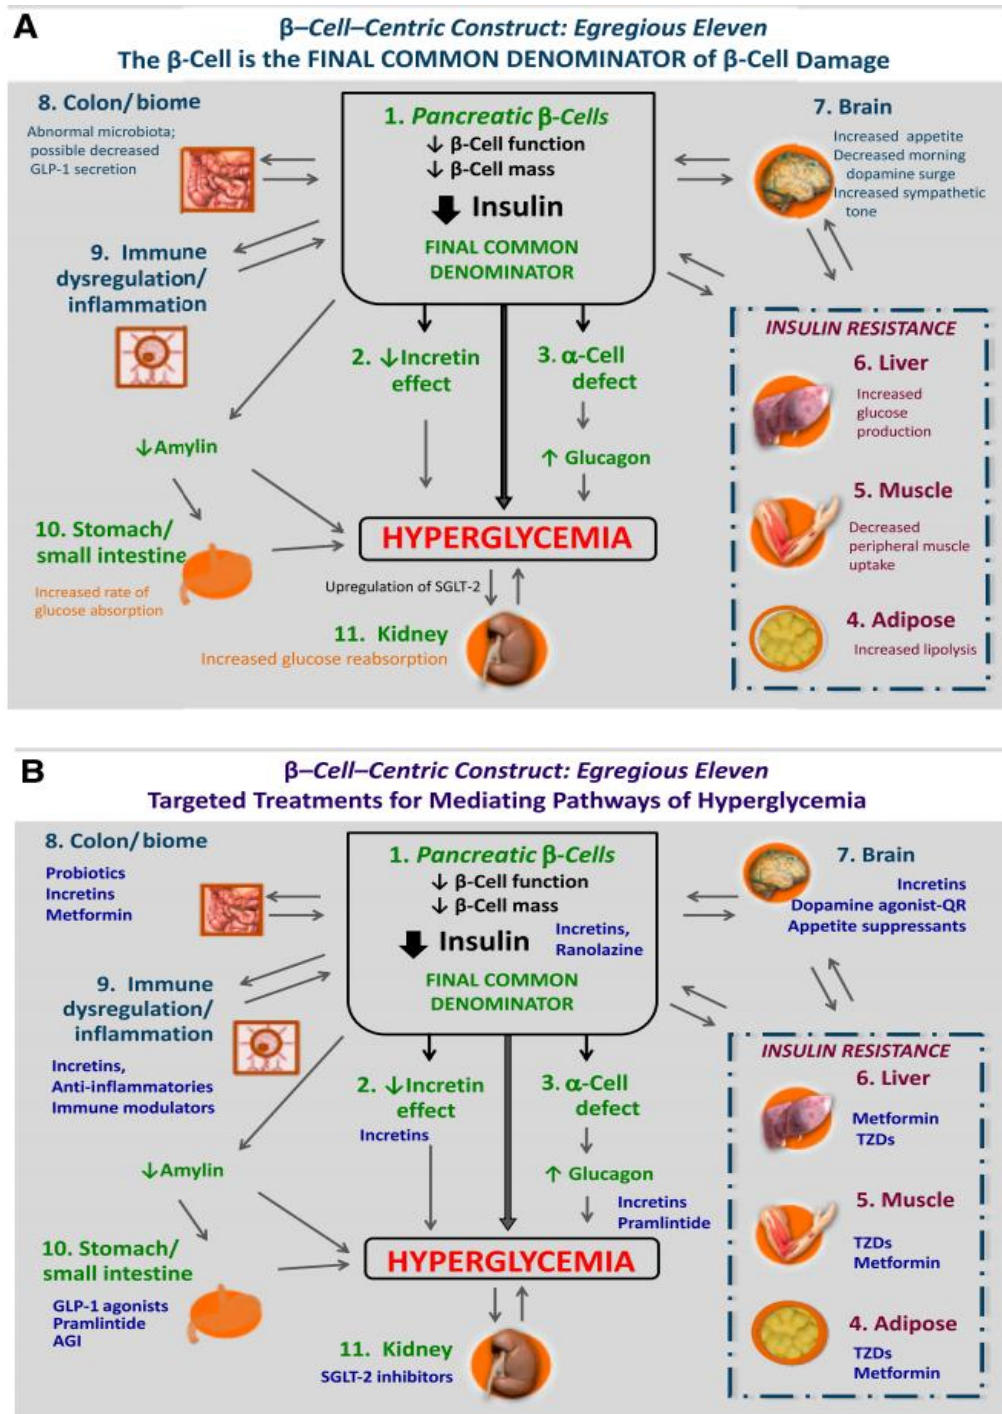 A
β–Cell–Centric Construct: Egregious Eleven
The β-Cell is the FINAL COMMON DENOMINATOR of β-Cell Damage
8. Colon/biome
Abnormal microbiota;
possible decreased
GLP-1 secretion
1. Pancreatic β-Cells
↓ β-Cell function
↓ β-Cell mass
Insulin
FINAL COMMON
DENOMINATOR
7. Brain
Increased appetite
Decreased morning
dopamine surge
Increased sympathetic
tone
9. Immune
dysregulation/
inflammation
2. ↓Incretin
effect
3. α-Cell
defect
↑ Glucagon
↓Amylin
INSULIN RESISTANCE
6. Liver
Increased
glucose
production
5. Muscle
Decreased
peripheral muscle
uptake
4. Adipose
Increased lipolysis
10. Stomach/
small intestine
Increased rate of
glucose absorption
HYPERGLYCEMIA
Upregulation of SGLT-2
11. Kidney
Increased glucose reabsorption
B
β–Cell–Centric Construct: Egregious Eleven
Targeted Treatments for Mediating Pathways of Hyperglycemia
8. Colon/biome
Probiotics
Incretins
Metformin
1. Pancreatic β-Cells
↓ β-Cell function
↓ β-Cell mass
Insulin
Incretins,
Ranolazine
FINAL COMMON
DENOMINATOR
7. Brain
Incretins
Dopamine agonist-QR
Appetite suppressants
9. Immune
dysregulation/
inflammation
Incretins,
Anti-inflammatories
Immune modulators
2. ↓Incretin
effect
Incretins
3. α-Cell
defect
↑ Glucagon
Incretins
Pramlintide
↓Amylin
INSULIN RESISTANCE
6. Liver
Metformin
TZDs
5. Muscle
TZDs
Metformin
4. Adipose
TZDs
Metformin
10. Stomach/
small intestine
GLP-1 agonists
Pramlintide
AGI
HYPERGLYCEMIA
11. Kidney
SGLT-2 inhibitors